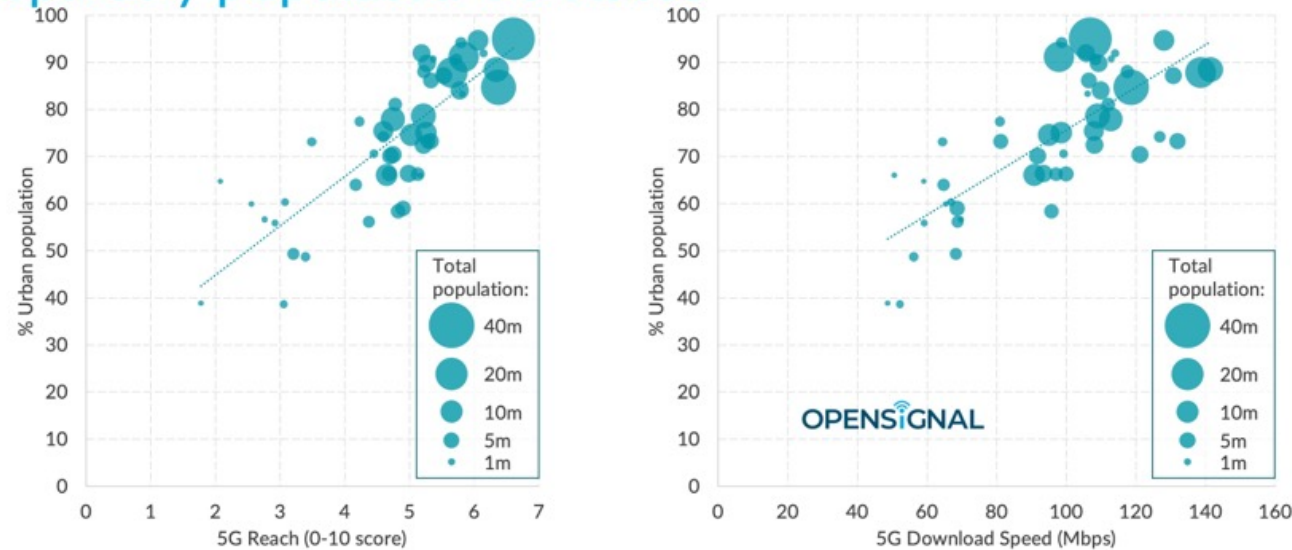 100
90
80
70
60
50
40
30
20
10
0
% Urban population
0 1 2 3 4 5 6 7
5G Reach (0-10 score)
Total
population:
40m
20m
10m
5m
1m
100
90
80
70
60
50
40
30
20
10
0
% Urban population
0 20 40 60 80 100 120 140 160
5G Download Speed (Mbps)
OPENSIGNAL
Total
population:
40m
20m
10m
5m
1m